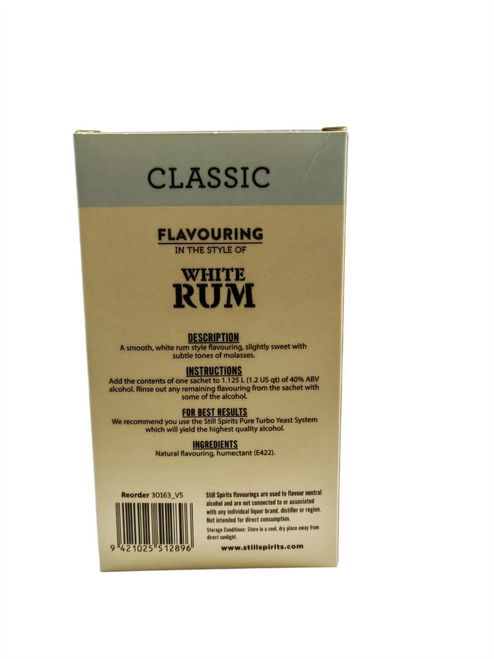 CLASSIC
FLAVOURING
IN THE STYLE OF
WHITE
RUM
DESCRIPTION
A smooth, white rum style flavouring, slightly sweet with
subtle tones of molasses.
INSTRUCTIONS
Add the contents of one sachet to 1.125 L (1.2 US qt) of 40% ABV
alcohol. Rinse out any remaining flavouring from the sachet with
some of the alcohol.
FOR BEST RESULTS
We recommend you use the Still Spirits Pure Turbo Yeast System
which will yield the highest quality alcohol.
INGREDIENTS
Natural flavouring, humectant (E422).
Reorder 30163_V5
9 421025 512896
Still Spirits flavourings are used to flavour neutral
alcohol and are not connected to or associated
with any individual liquor brand, distiller or region.
Not intended for direct consumption.
Storage Conditions: Store in a cool, dry place away from
direct sunlight.
www.stillspirits.com